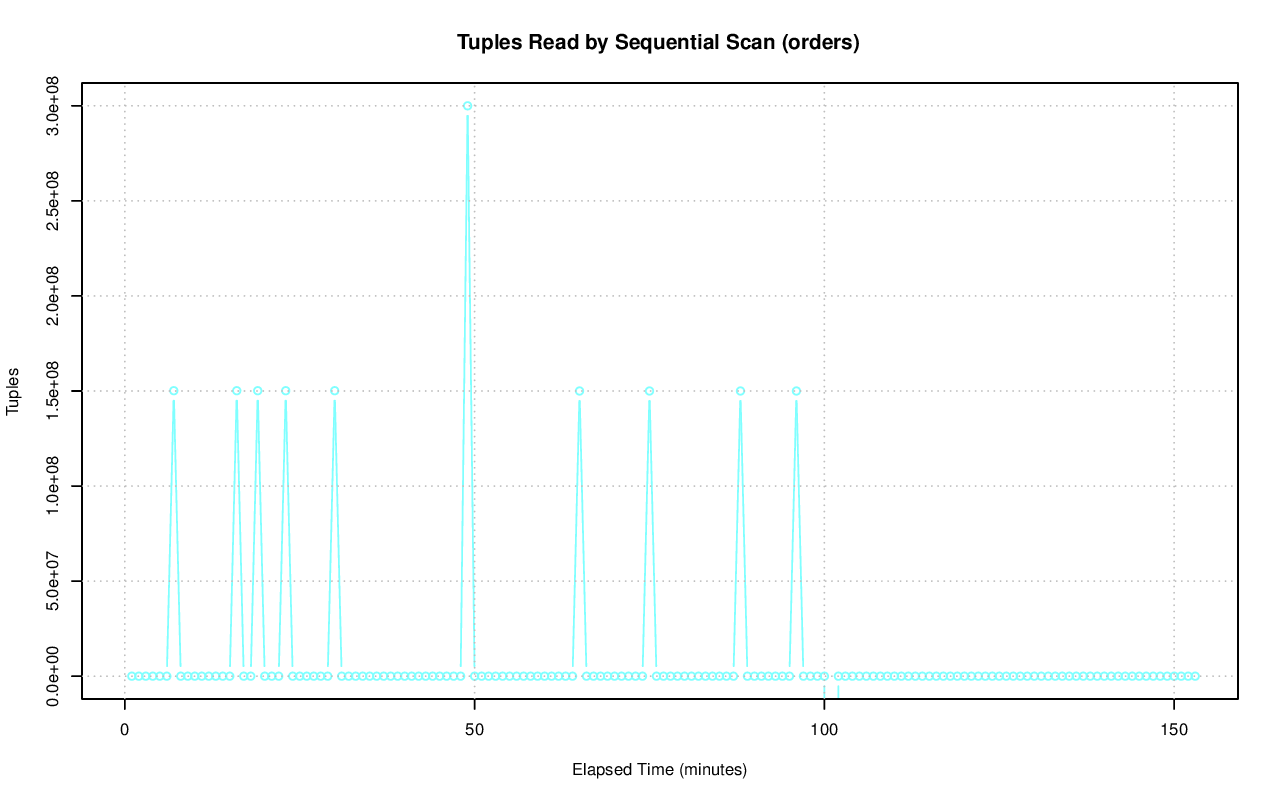 Tuples Read by Sequential Scan (orders)
Tuples
3.0e+08
2.5e+08
2.0e+08
1.5e+08
1.0e+08
5.0e+07
0.0e+00
0 50 100 150
Elapsed Time (minutes)